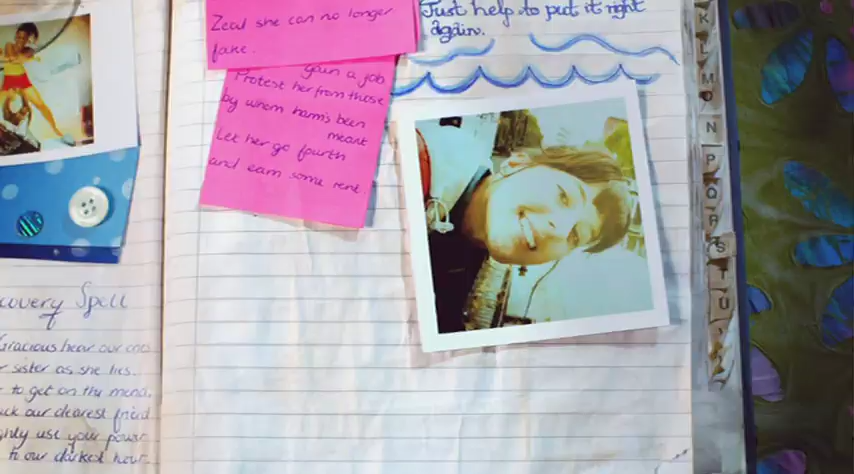 Zeal she can no longer
fake.
gain a job
Protest her from those
by whom harm's been
meant
Let her go fourth
and earn some rent
Just help to put it right
again.
covery Spell
Gracious hear our
sister as she lies.
to get on the mend,
our dearest friend
use your power
our darkest hour.
K
L
M
O
N
P
Q
R
S
T
U